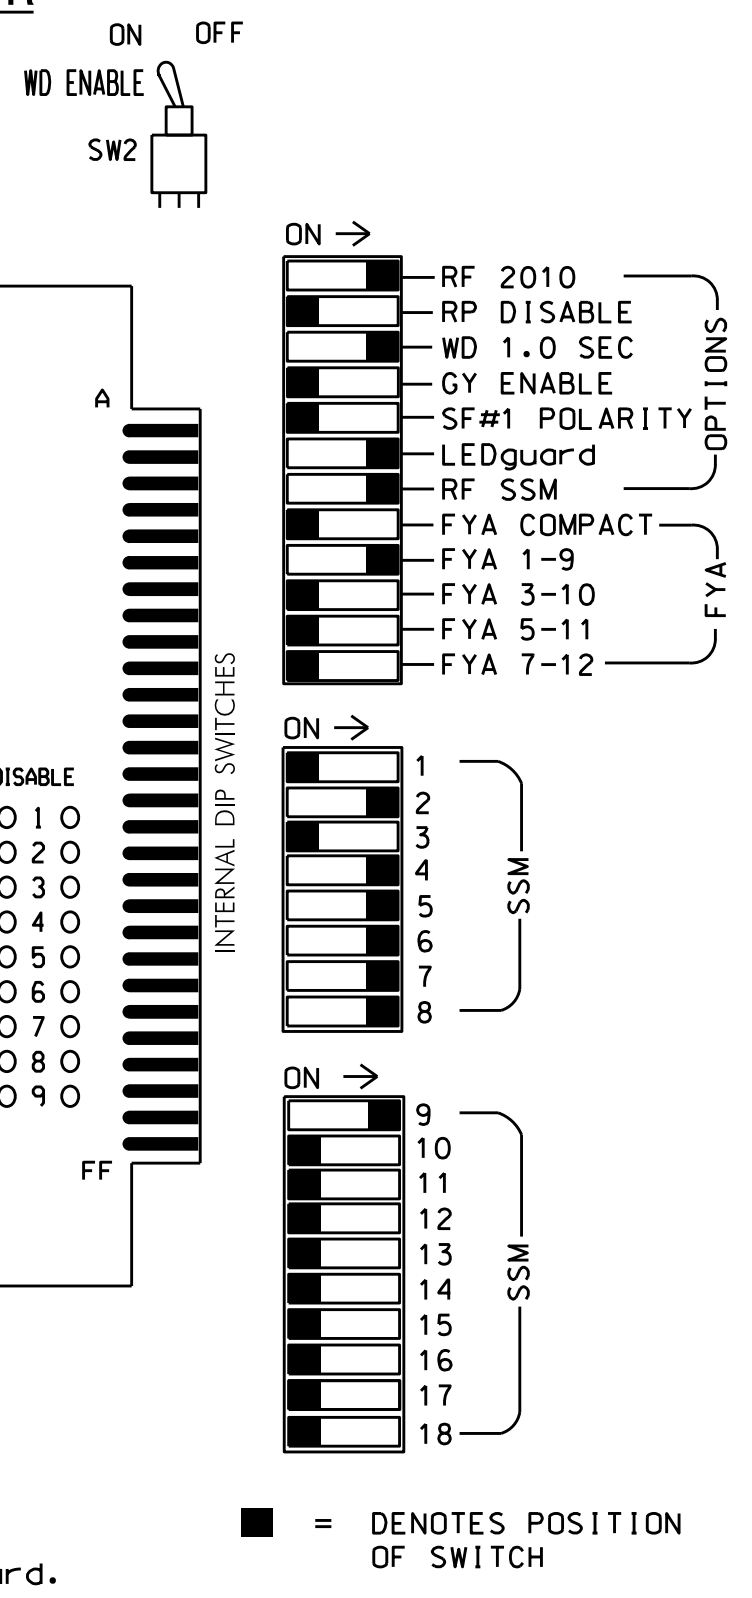 ON OFF
WD ENABLE
SW2
ON
RF 2010
RP DISABLE
WD 1.0 SEC
GY ENABLE
SF#1 POLARITY
LEDguard
RF SSM
OPTIONS
FYA COMPACT
FYA 1-9
FYA 3-10
FYA 5-11
FYA 7-12
FYA
A
FF
INTERNAL DIP SWITCHES
DISABLE
1
2
3
4
5
6
7
8
9
ON
1
2
3
4
5
6
7
8
SSM
ON
9
10
11
12
13
14
15
16
17
18
SSM
= DENOTES POSITION
OF SWITCH